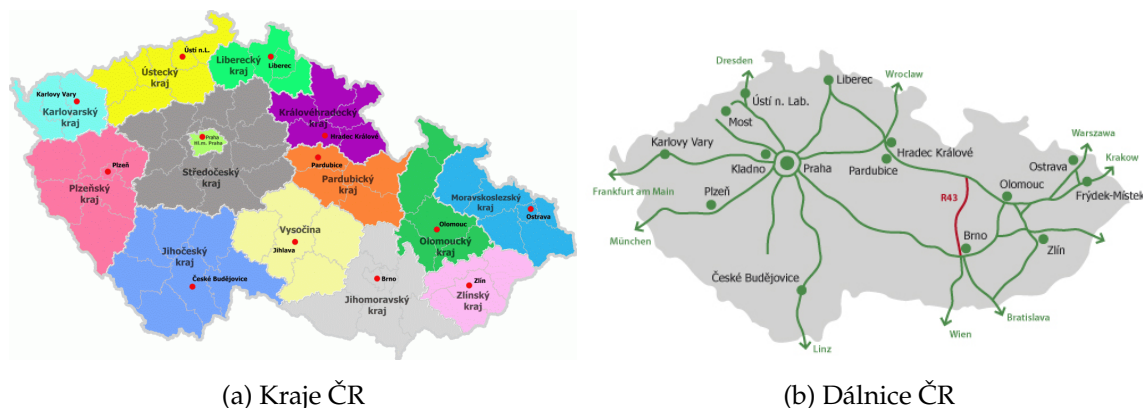 Ústí n.L.
Ústecký
kraj
Liberecký
kraj
Liberec
Karlovy Vary
Karlovarský
kraj
Královéhradecký
kraj
Hradec Králové
Praha
Hl.m. Praha
Středočeský
kraj
Plzeň
Plzeňský
kraj
Pardubice
Pardubický
kraj
Moravskoslezský
kraj
Ostrava
Vysočina
Jihlava
Olomouc
Olomoucký
kraj
Jihočeský
kraj
České Budějovice
Brno
Jihomoravský
kraj
Zlín
Zlínský
kraj
(a) Kraje ČR
Dresden
Liberec
Wroclaw
Ústí n. Lab.
Most
Karlovy Vary
Kladno
Praha
Hradec Králové
Pardubice
Warszawa
Ostrava
Krakow
Frankfurt am Main
Plzeň
R43
Olomouc
Frýdek-Místek
München
Brno
Zlín
České Budějovice
Linz
Wien
Bratislava
(b) Dálnice ČR